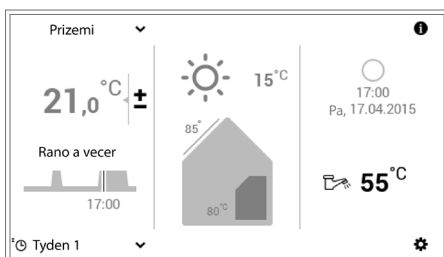 Prizemi
21,0 °C ±
Rano a vecer
17:00
Tyden 1
15°C
85°
80 °C
17:00
Pa, 17.04.2015
55°C